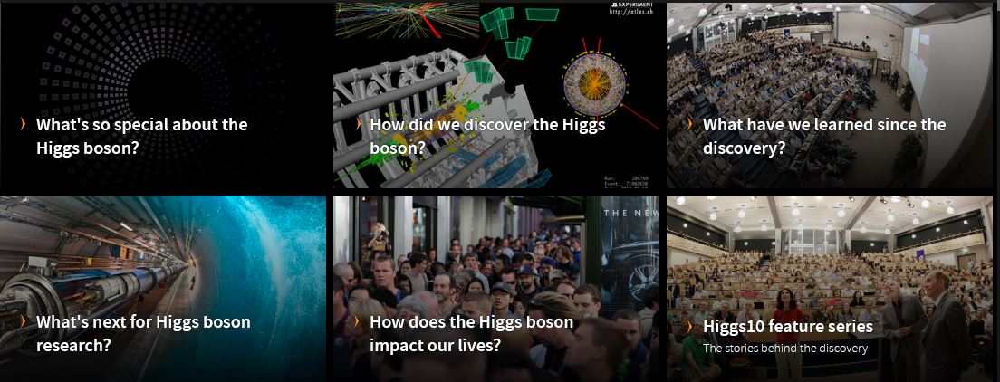 EXPERIMENT
http://atlas.ch
What's so special about the
Higgs boson?
How did we discover the Higgs
boson?
What have we learned since the
discovery?
Run: 204769
Event: 71902630
THE NEW
What's next for Higgs boson
research?
How does the Higgs boson
impact our lives?
Higgs10 feature series
The stories behind the discovery